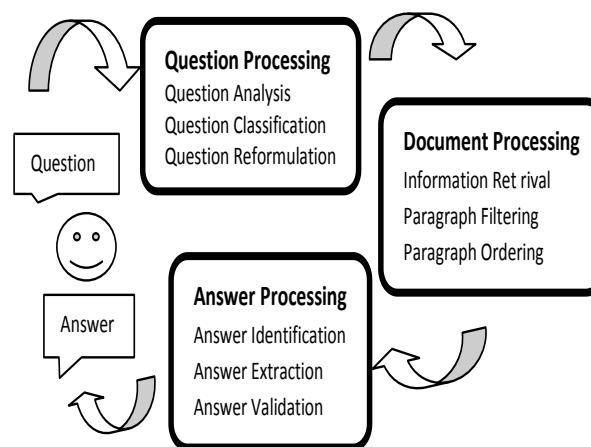 Question Processing
Question Analysis
Question Classification
Question Reformulation
Question
Document Processing
Information Ret rival
Paragraph Filtering
Paragraph Ordering
Answer Processing
Answer Identification
Answer Extraction
Answer Validation
Answer